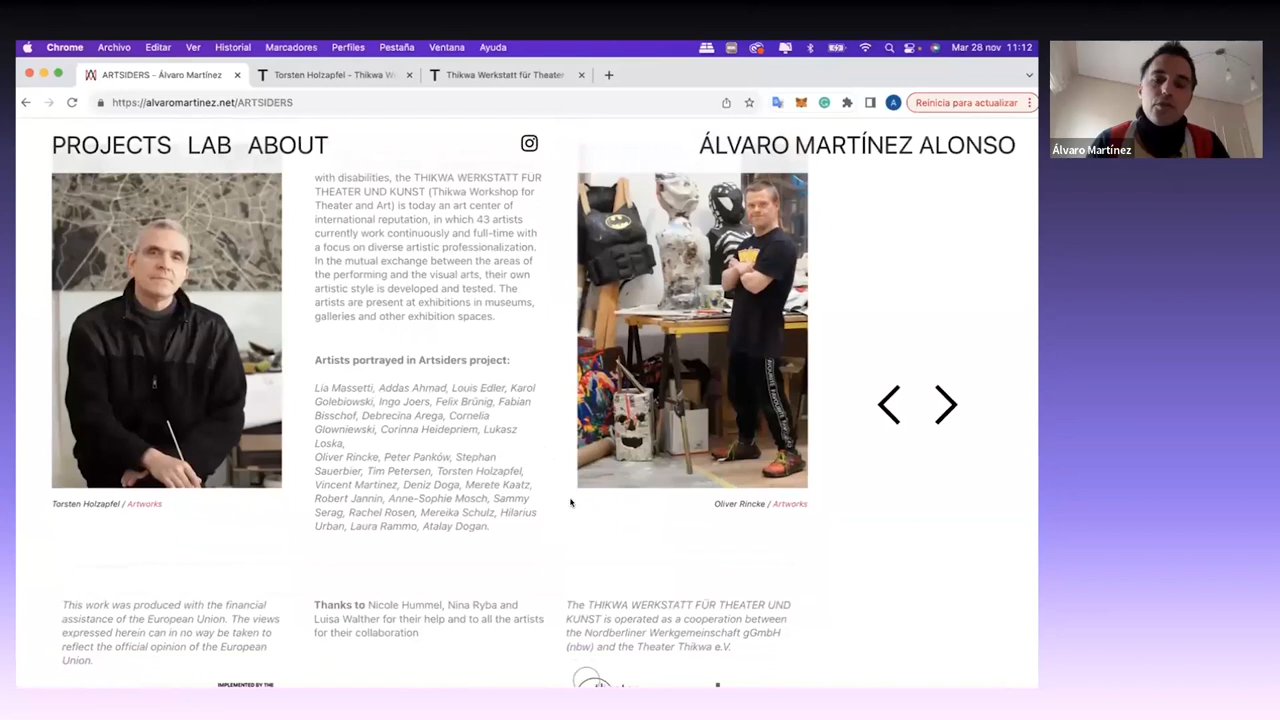 Chrome Archivo Editar Ver Historial Marcadores Perfiles Pestaña Ventana Ayuda Mar 28 nov 11:12
ARTSIDERS - Álvaro Martínez
Torsten Holzapfel - Thikwa W
Thikwa Werkstatt für Theater
https://alvaromartinez.net/ARTSIDERS
A
Reinicia para actualizar
PROJECTS LAB ABOUT
ÁLVARO MARTÍNEZ ALONSO
with disabilities, the THIKWA WERKSTATT FÜR
THEATER UND KUNST (Thikwa Workshop for
Theater and Art) is today an art center of
international reputation, in which 43 artists
currently work continuously and full-time with
a focus on diverse artistic professionalization.
In the mutual exchange between the areas of
the performing and the visual arts, their own
artistic style is developed and tested. The
artists are present at exhibitions in museums,
galleries and other exhibition spaces.
Artists portrayed in Artsiders project:
Lia Massetti, Addas Ahmad, Louis Edler, Karol
Golebiowski, Ingo Joers, Felix Brünig, Fabian
Bisschof, Debrecina Arega, Cornelia
Glowniewski, Corinna Heidepriem, Lukasz
Loska,
Oliver Rincke, Peter Panków, Stephan
Sauerbier, Tim Petersen, Torsten Holzapfel,
Vincent Martinez, Deniz Doga, Merete Kaatz,
Robert Jannin, Anne-Sophie Mosch, Sammy
Serag, Rachel Rosen, Mereika Schulz, Hilarius
Urban, Laura Rammo, Atalay Dogan.
Torsten Holzapfel / Artworks
Oliver Rincke / Artworks
This work was produced with the financial
assistance of the European Union. The views
expressed herein can in no way be taken to
reflect the official opinion of the European
Union.
Thanks to Nicole Hummel, Nina Ryba and
Luisa Walther for their help and to all the artists
for their collaboration
The THIKWA WERKSTATT FÜR THEATER UND
KUNST is operated as a cooperation between
the Nordberliner Werkgemeinschaft gGmbH
(nbw) and the Theater Thikwa e.V.
IMPLEMENTED BY THE
Álvaro Martínez